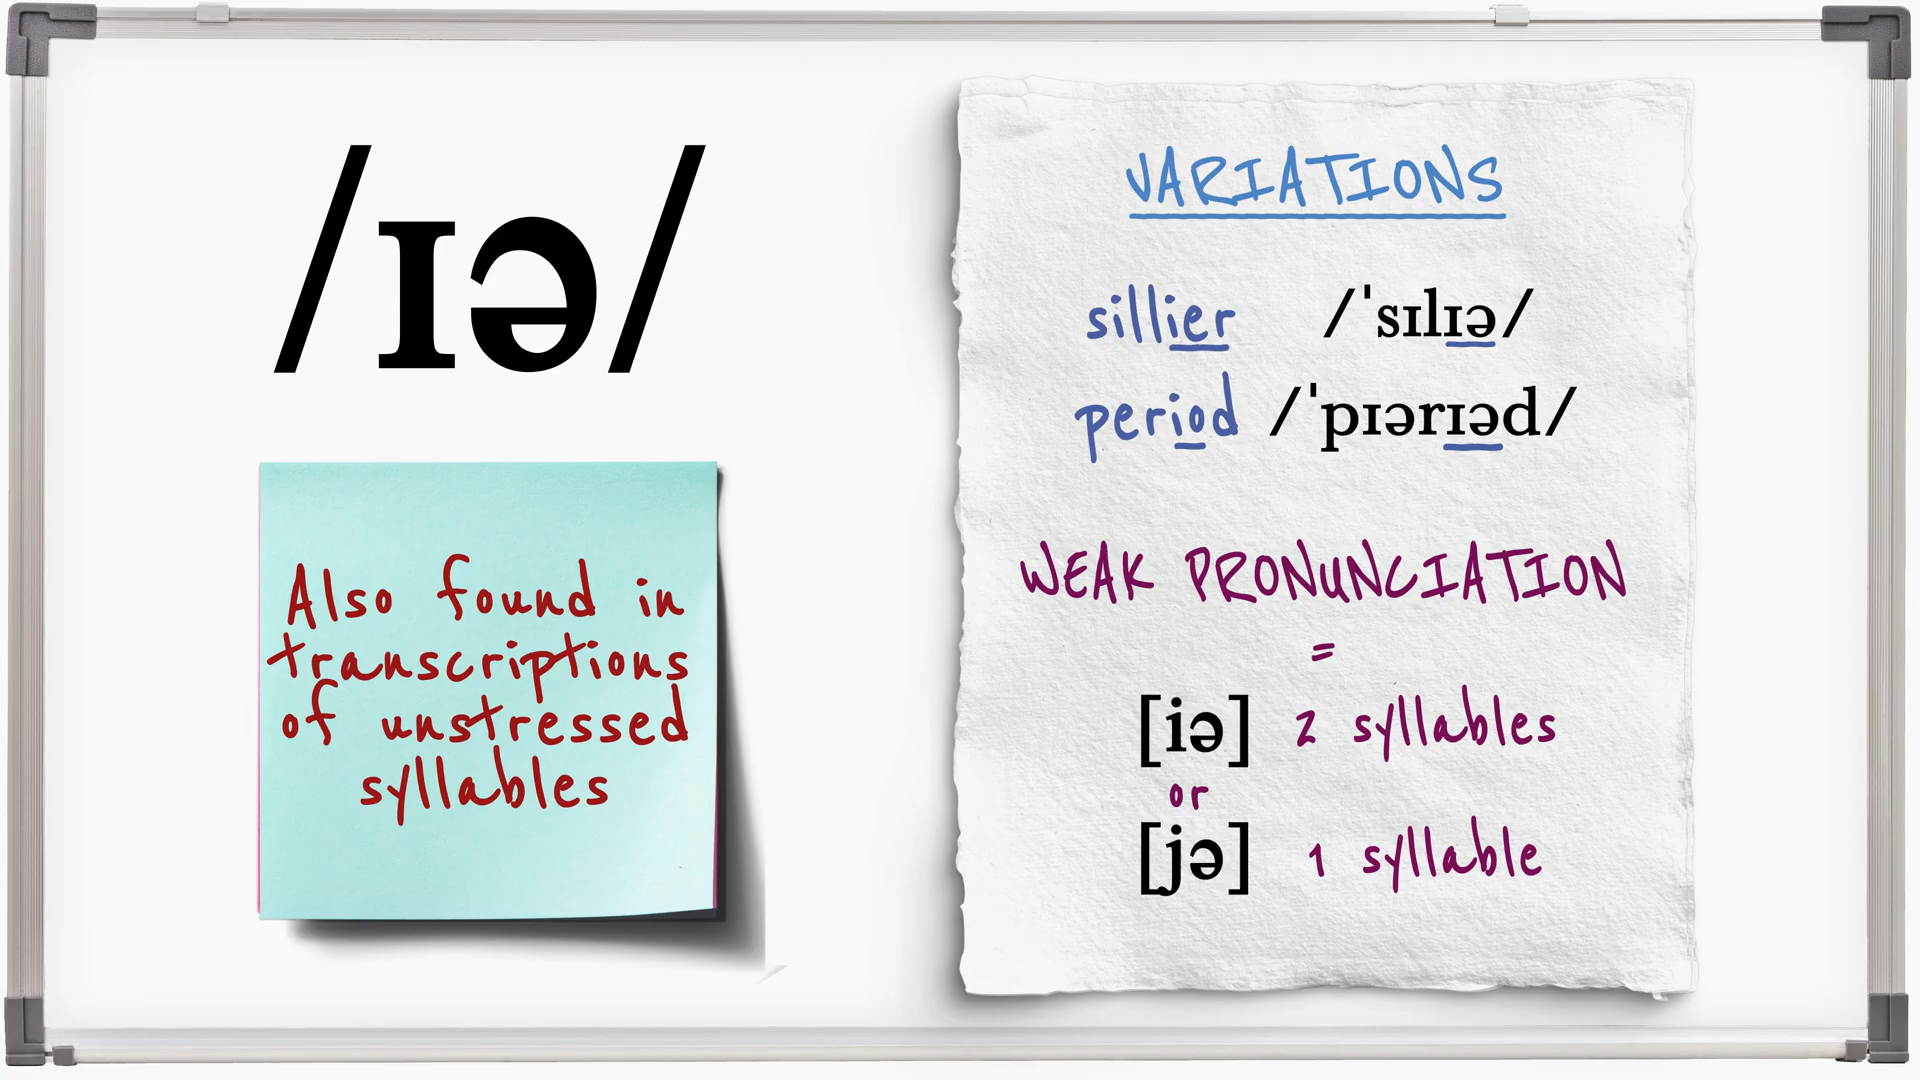 /ɪə/
Also found in
transcriptions
of unstressed
syllables
VARIATIONS
sillier /ˈsɪlɪə/
period /ˈpɪərɪəd/
WEAK PRONUNCIATION
=
[iə] 2 syllables
or
[jə] 1 syllable